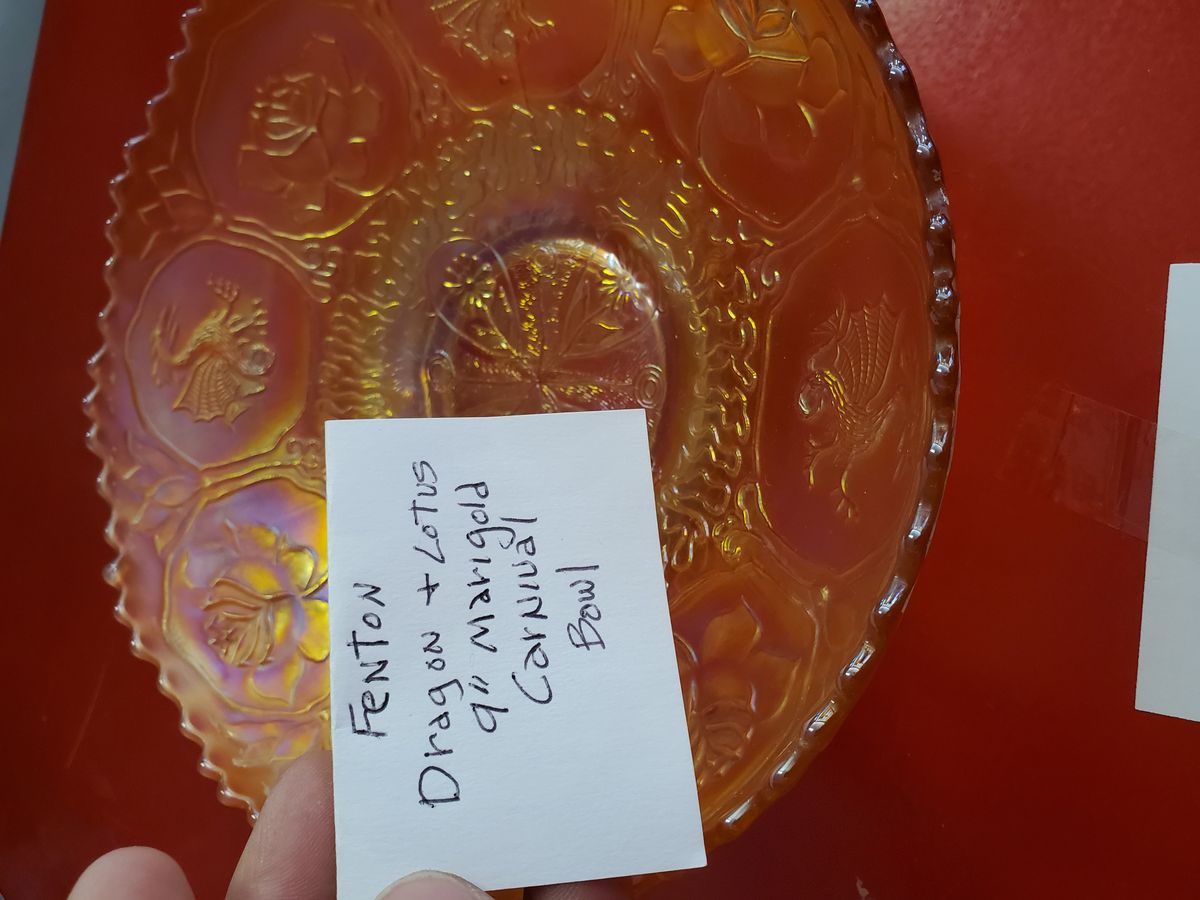 FENTON
Dragon + Lotus
9" Marigold
Carnival
Bowl